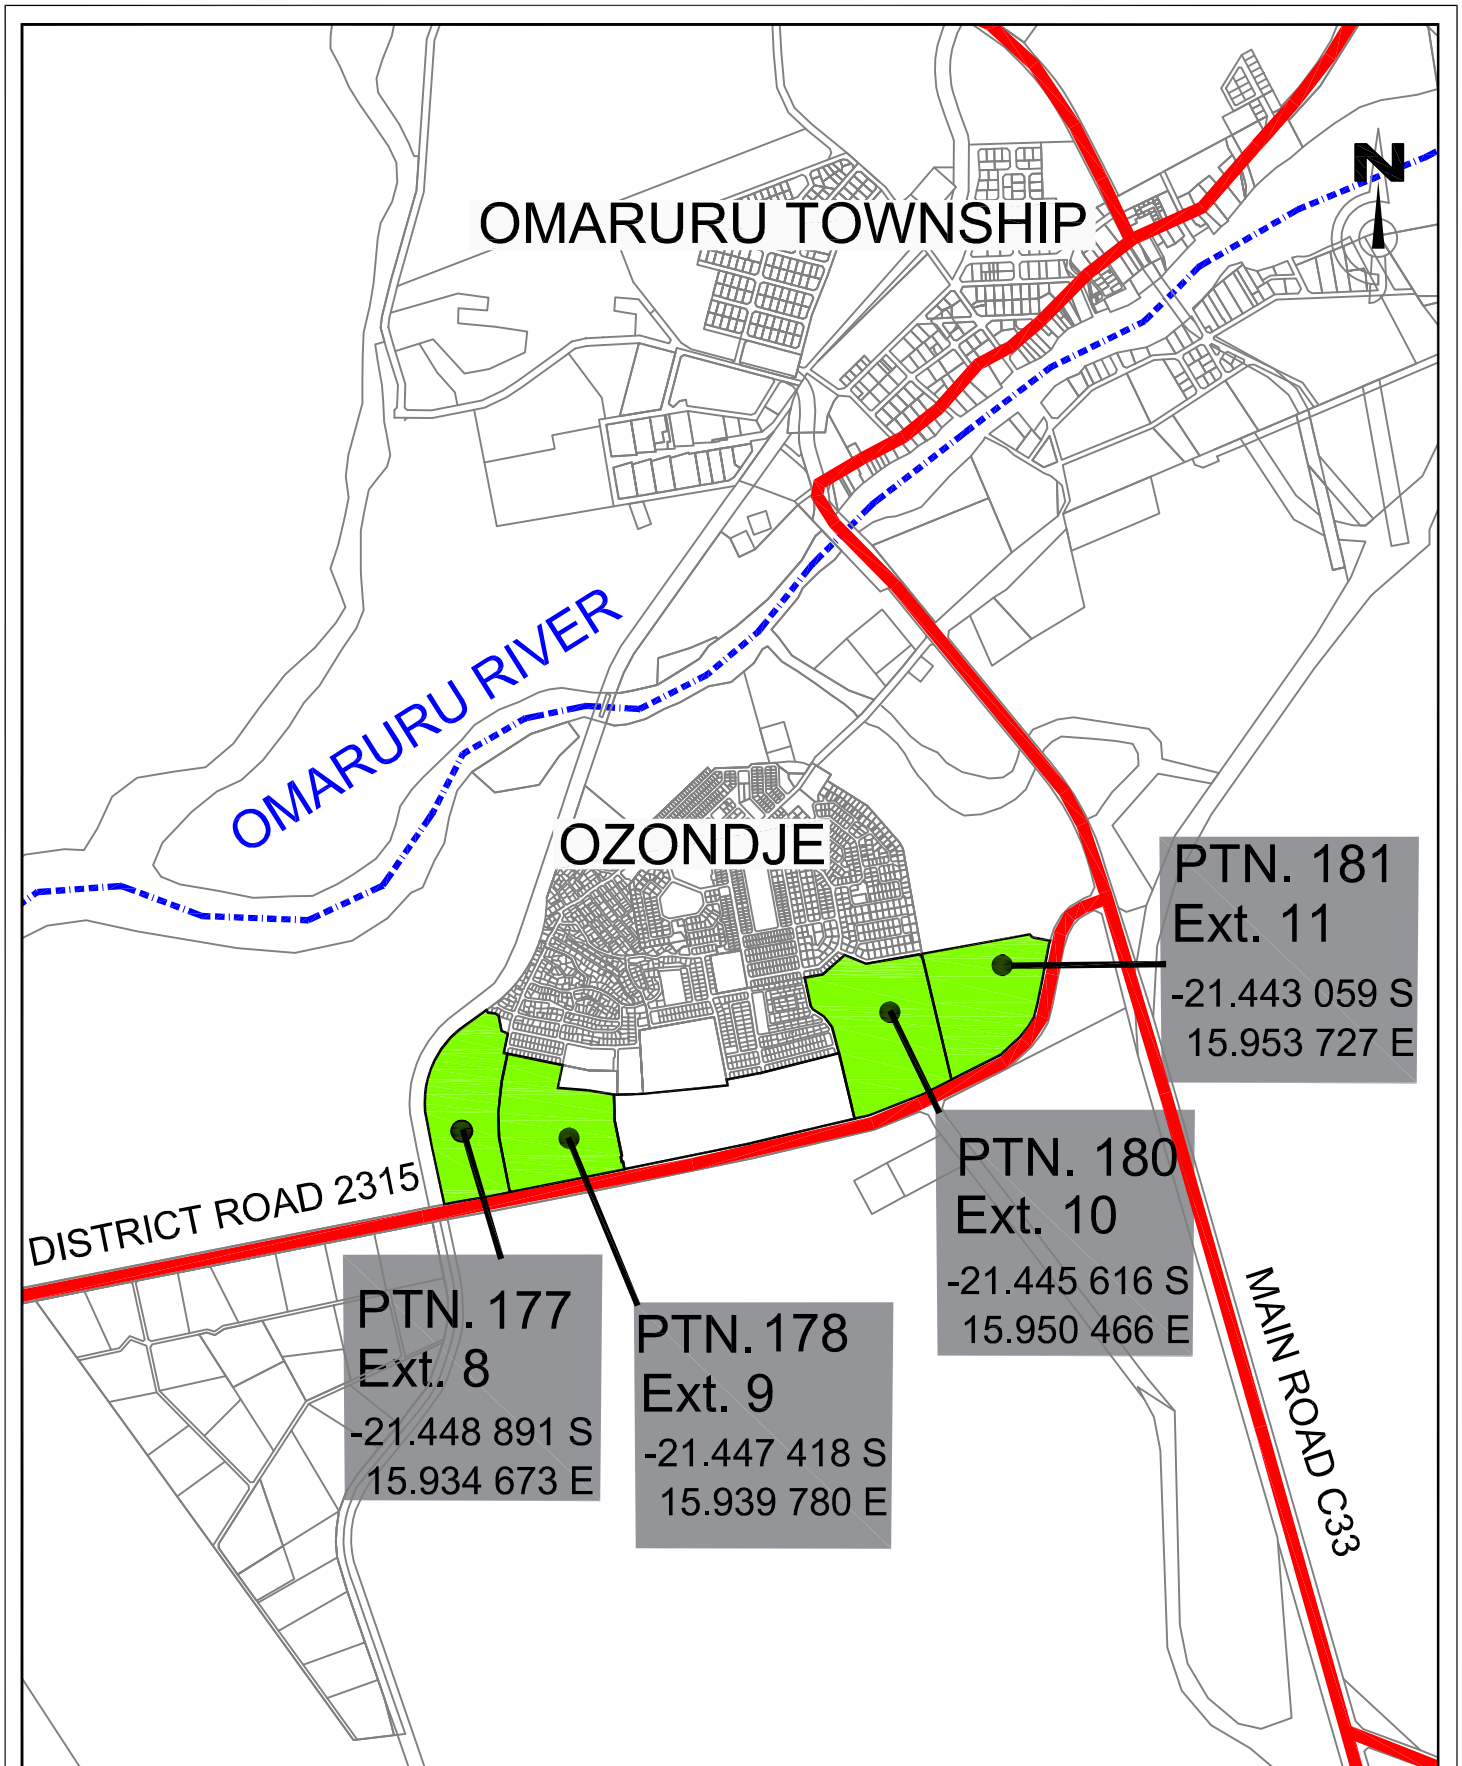 N
OMARURU TOWNSHIP
OMARURU RIVER
OZONDJE
PTN. 181
Ext. 11
-21.443 059 S
15.953 727 E
PTN. 180
Ext. 10
-21.445 616 S
15.950 466 E
DISTRICT ROAD 2315
PTN. 177
Ext. 8
-21.448 891 S
15.934 673 E
PTN. 178
Ext. 9
-21.447 418 S
15.939 780 E
MAIN ROAD C33